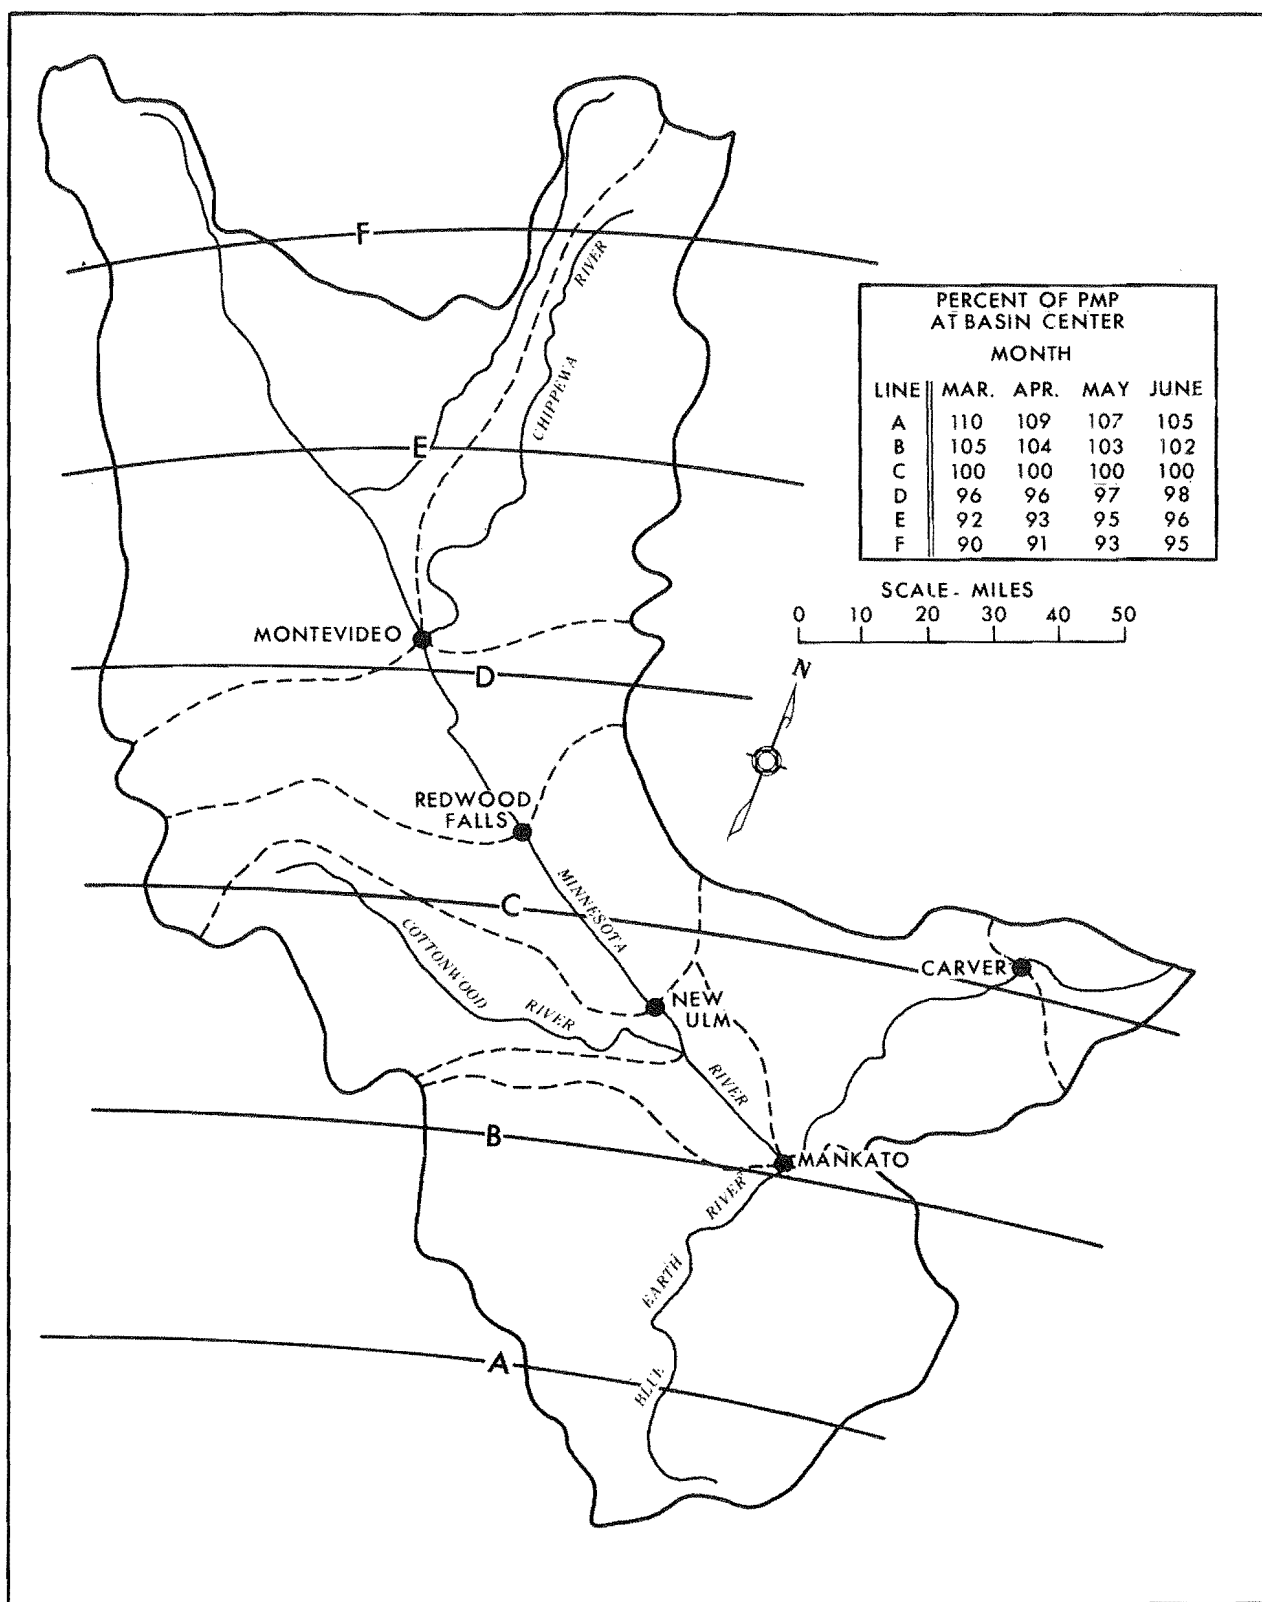 F
RIVER
CHIPPEWA
PERCENT OF PMP
AT BASIN CENTER
MONTH
LINE MAR. APR. MAY JUNE
A 110 109 107 105
B 105 104 103 102
C 100 100 100 100
D 96 96 97 98
E 92 93 95 96
F 90 91 93 95
E
SCALE - MILES
0 10 20 30 40 50
MONTEVIDEO
N
D
REDWOOD
FALLS
MINNESOTA
C
COTTONWOOD
RIVER
CARVER
NEW
ULM
RIVER
B
MANKATO
RIVER
EARTH
BLUE
A